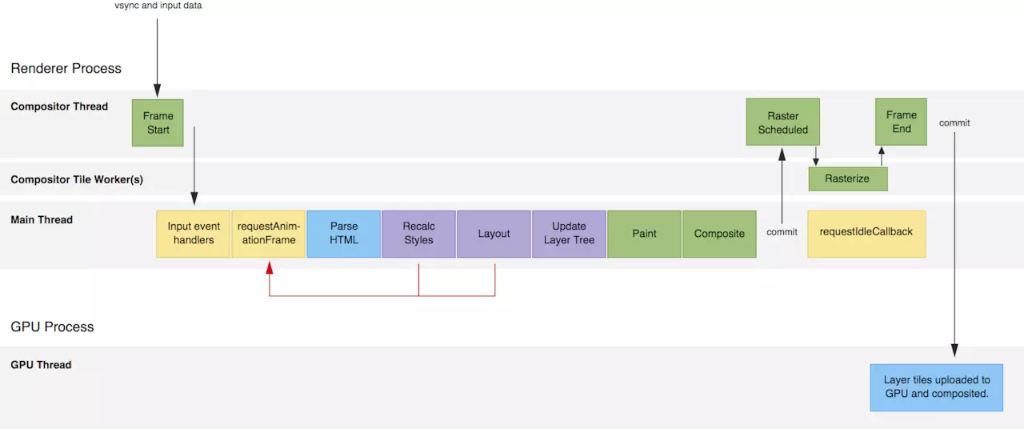 vsync and input data
Renderer Process
Compositor Thread
Frame
Start
Raster
Scheduled
Frame
End
commit
Compositor Tile Worker(s)
Rasterize
Main Thread
Input event
handlers
requestAnim-
ationFrame
Parse
HTML
Recalc
Styles
Layout
Update
Layer Tree
Paint
Composite
commit
requestIdleCallback
GPU Process
GPU Thread
Layer tiles uploaded to
GPU and composited.